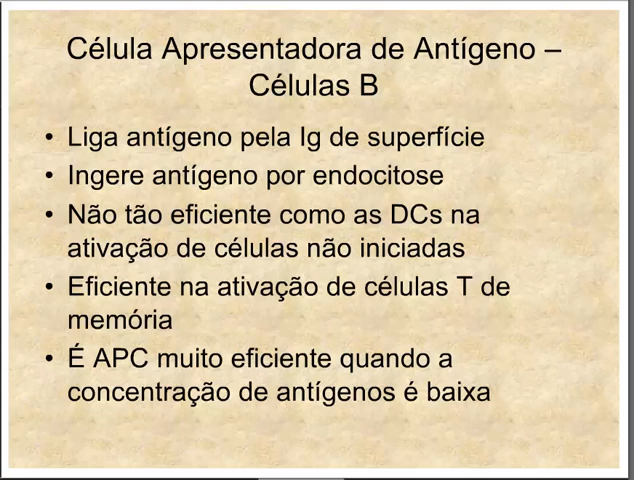 Célula Apresentadora de Antígeno –
Células B
• Liga antígeno pela Ig de superfície
• Ingere antígeno por endocitose
• Não tão eficiente como as DCs na
ativação de células não iniciadas
• Eficiente na ativação de células T de
memória
• É APC muito eficiente quando a
concentração de antígenos é baixa